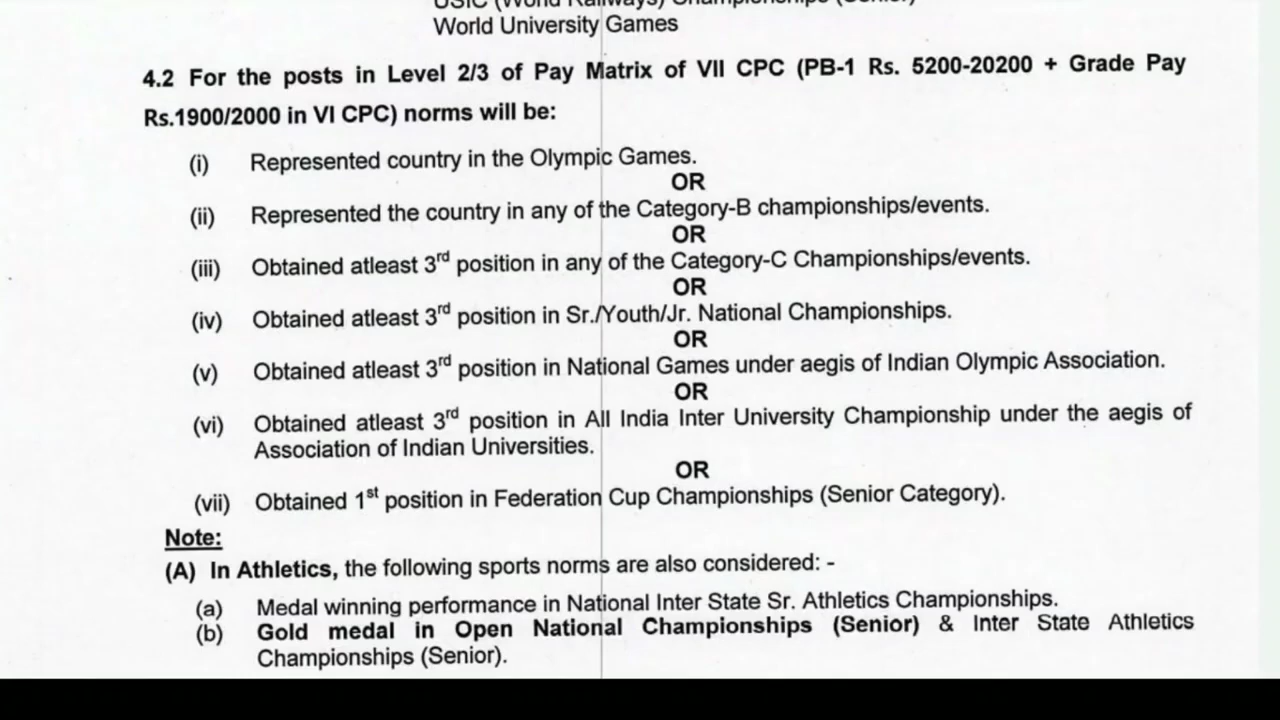 USIC (World Railways) Championships (Senior)
World University Games
4.2 For the posts in Level 2/3 of Pay Matrix of VII CPC (PB-1 Rs. 5200-20200 + Grade Pay
Rs.1900/2000 in VI CPC) norms will be:
(i) Represented country in the Olympic Games.
OR
(ii) Represented the country in any of the Category-B championships/events.
OR
(iii) Obtained atleast 3rd position in any of the Category-C Championships/events.
OR
(iv) Obtained atleast 3rd position in Sr./Youth/Jr. National Championships.
OR
(v) Obtained atleast 3rd position in National Games under aegis of Indian Olympic Association.
OR
(vi) Obtained atleast 3rd position in All India Inter University Championship under the aegis of
Association of Indian Universities.
OR
(vii) Obtained 1st position in Federation Cup Championships (Senior Category).
Note:
(A) In Athletics, the following sports norms are also considered: -
(a) Medal winning performance in National Inter State Sr. Athletics Championships.
(b) Gold medal in Open National Championships (Senior) & Inter State Athletics
Championships (Senior).